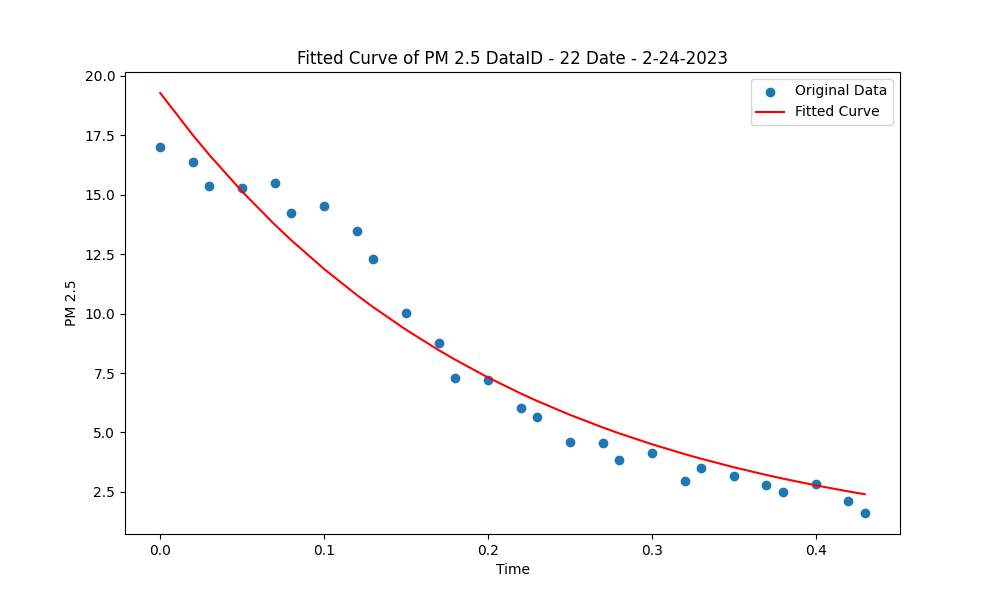 Fitted Curve of PM 2.5 DataID - 22 Date - 2-24-2023
Original Data
Fitted Curve
PM 2.5
20.0
17.5
15.0
12.5
10.0
7.5
5.0
2.5
0.0 0.1 0.2 0.3 0.4
Time